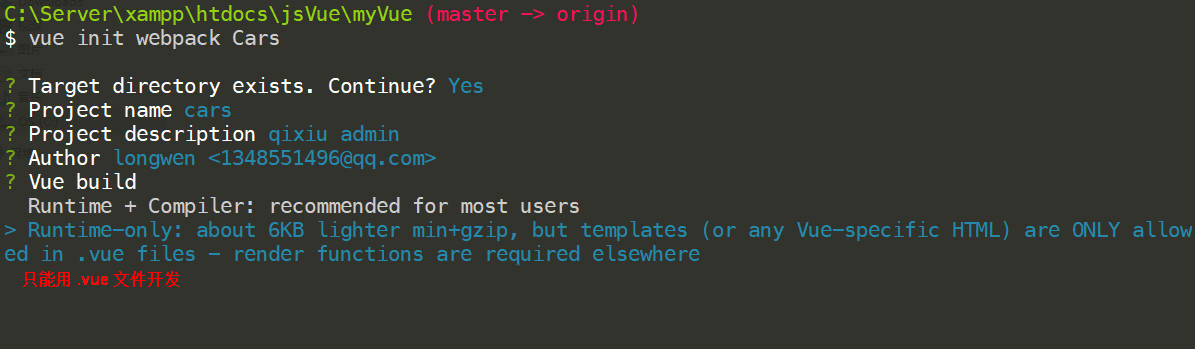 C:\Server\xampp\htdocs\jsVue\myVue (master -> origin)
$ vue init webpack Cars
? Target directory exists. Continue? Yes
? Project name cars
? Project description qixiu admin
? Author longwen <1348551496@qq.com>
? Vue build
Runtime + Compiler: recommended for most users
> Runtime-only: about 6KB lighter min+gzip, but templates (or any Vue-specific HTML) are ONLY allow
ed in .vue files - render functions are required elsewhere
只能用 .vue 文件开发